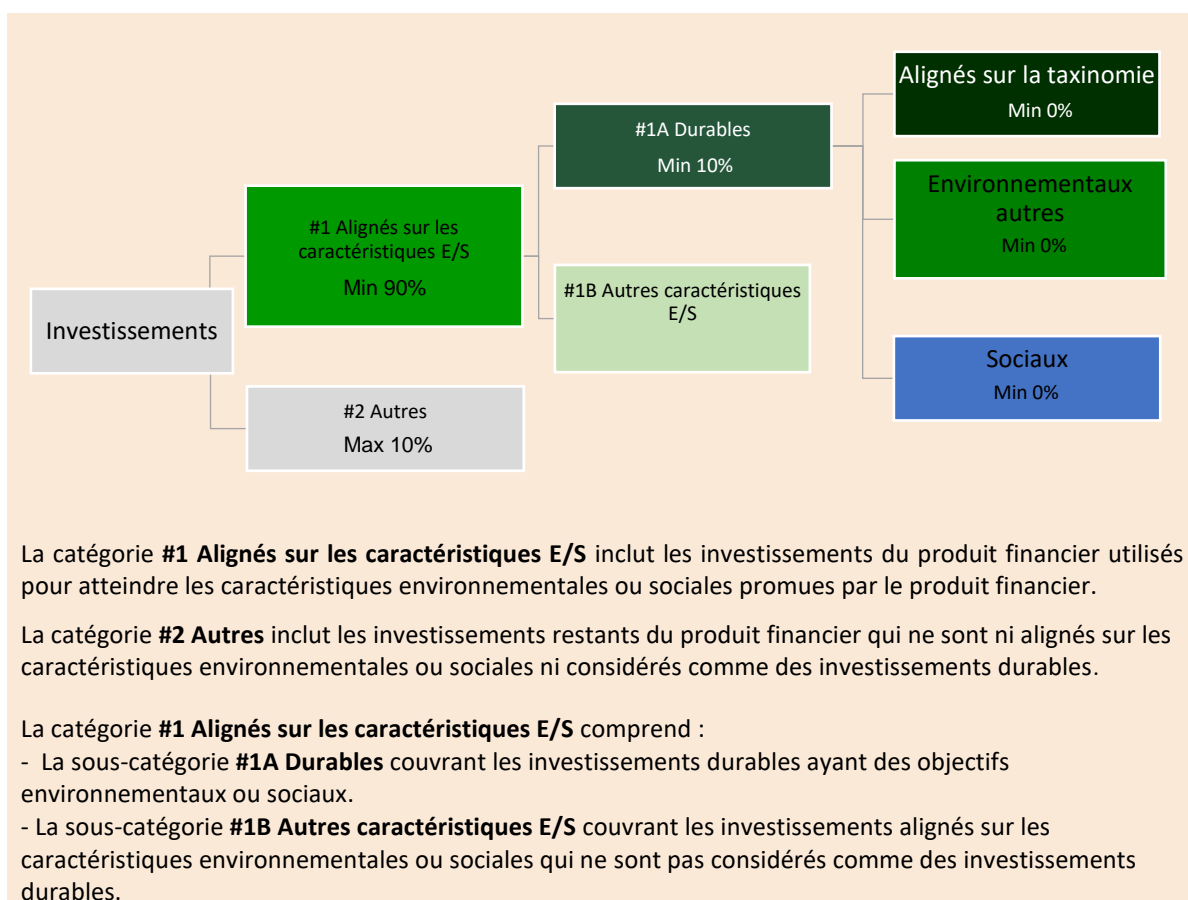 Alignés sur la taxinomie
Min 0%
#1A Durables
Min 10%
Environnementaux
autres
Min 0%
#1 Alignés sur les
caractéristiques E/S
Min 90%
#1B Autres caractéristiques
E/S
Investissements
Sociaux
Min 0%
#2 Autres
Max 10%
La catégorie #1 Alignés sur les caractéristiques E/S inclut les investissements du produit financier utilisés
pour atteindre les caractéristiques environnementales ou sociales promues par le produit financier.
La catégorie #2 Autres inclut les investissements restants du produit financier qui ne sont ni alignés sur les
caractéristiques environnementales ou sociales ni considérés comme des investissements durables.
La catégorie #1 Alignés sur les caractéristiques E/S comprend :
- La sous-catégorie #1A Durables couvrant les investissements durables ayant des objectifs
environnementaux ou sociaux.
- La sous-catégorie #1B Autres caractéristiques E/S couvrant les investissements alignés sur les
caractéristiques environnementales ou sociales qui ne sont pas considérés comme des investissements
durables.